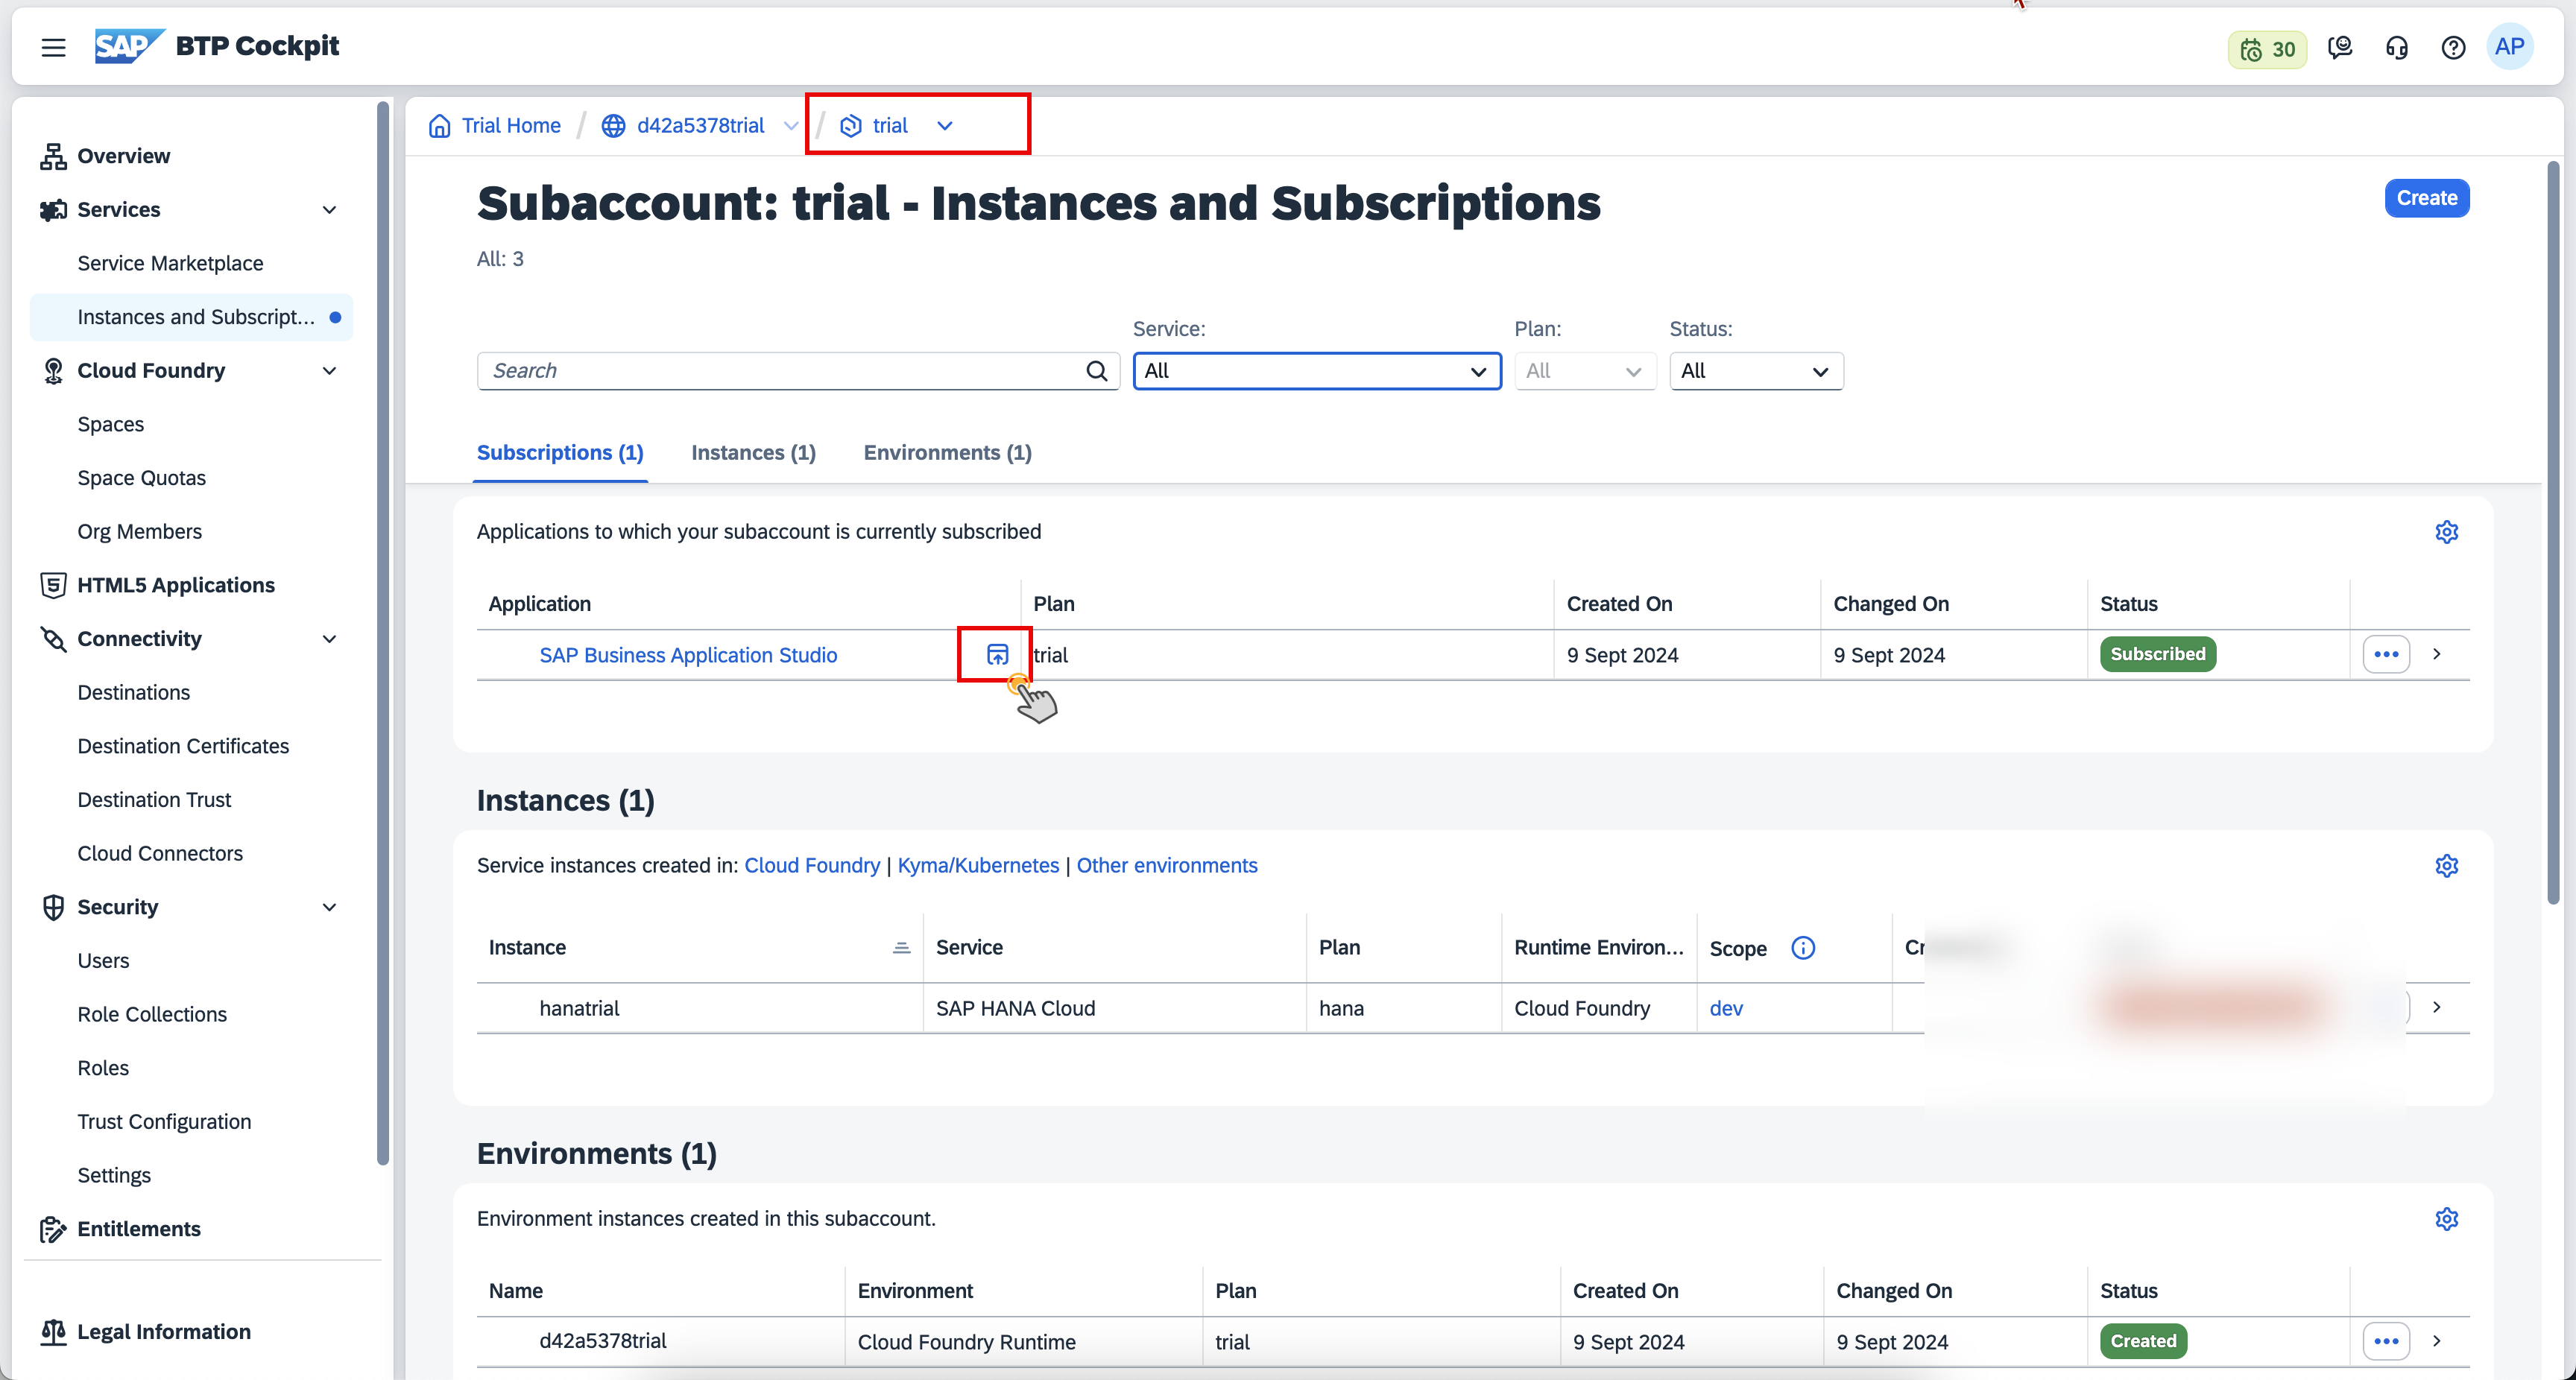 SAP BTP Cockpit
30
AP
Overview
Services
Service Marketplace
Instances and Subscript...
Cloud Foundry
Spaces
Space Quotas
Org Members
HTML5 Applications
Connectivity
Destinations
Destination Certificates
Destination Trust
Cloud Connectors
Security
Users
Role Collections
Roles
Trust Configuration
Settings
Entitlements
Legal Information
Trial Home / d42a5378trial / trial
Subaccount: trial - Instances and Subscriptions
Create
All: 3
Service: Plan: Status:
Search All All All
Subscriptions (1) Instances (1) Environments (1)
Applications to which your subaccount is currently subscribed
Application Plan Created On Changed On Status
SAP Business Application Studio trial 9 Sept 2024 9 Sept 2024 Subscribed
Instances (1)
Service instances created in: Cloud Foundry | Kyma/Kubernetes | Other environments
Instance Service Plan Runtime Environ... Scope
hanatrial SAP HANA Cloud hana Cloud Foundry dev
Environments (1)
Environment instances created in this subaccount.
Name Environment Plan Created On Changed On Status
d42a5378trial Cloud Foundry Runtime trial 9 Sept 2024 9 Sept 2024 Created